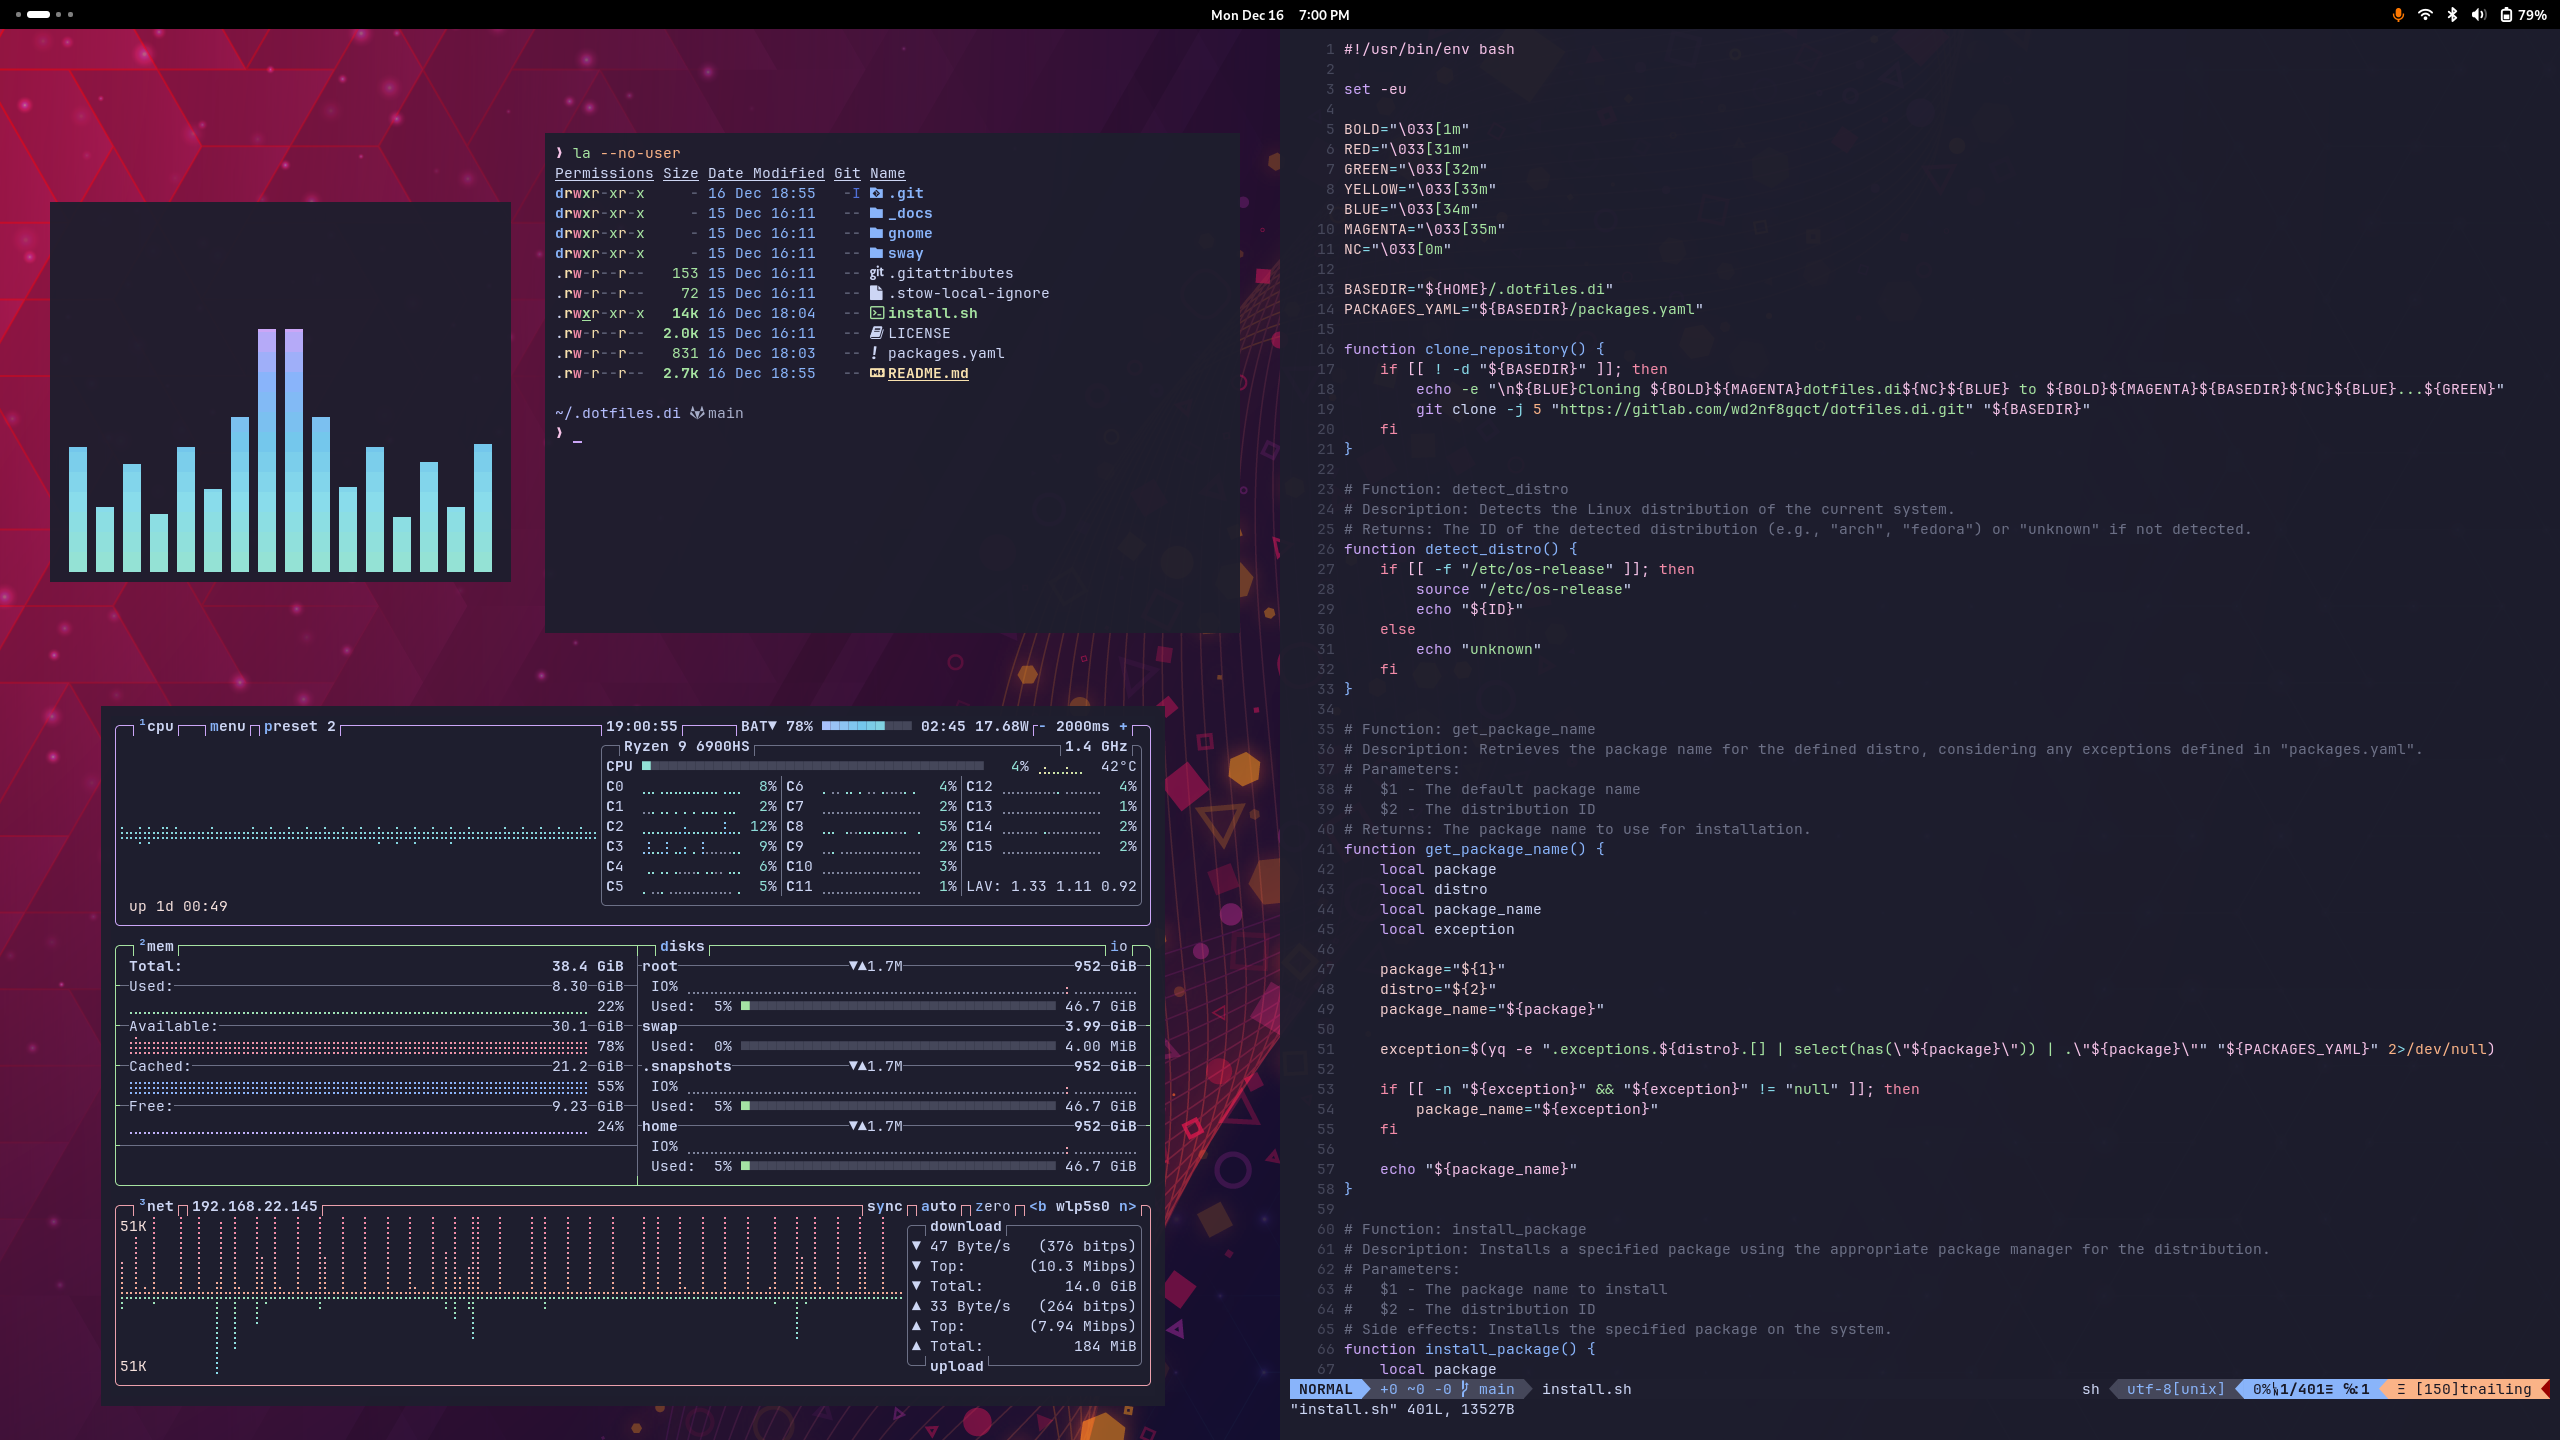 Mon Dec 16 7:00 PM
79%
❱ la --no-user
Permissions Size Date Modified Git Name
drwxr-xr-x - 16 Dec 18:55 -I .git
drwxr-xr-x - 15 Dec 16:11 -- _docs
drwxr-xr-x - 15 Dec 16:11 -- gnome
drwxr-xr-x - 15 Dec 16:11 -- sway
.rw-r--r-- 153 15 Dec 16:11 -- .gitattributes
.rw-r--r-- 72 15 Dec 16:11 -- .stow-local-ignore
.rwxr-xr-x 14k 16 Dec 18:04 -- install.sh
.rw-r--r-- 2.0k 15 Dec 16:11 -- LICENSE
.rw-r--r-- 831 16 Dec 18:03 -- packages.yaml
.rw-r--r-- 2.7k 16 Dec 18:55 -- README.md
~/.dotfiles.di main
❱ _
¹cpu menu preset 2 19:00:55 BAT▼ 78% 02:45 17.68W - 2000ms +
Ryzen 9 6900HS 1.4 GHz
CPU 4% 42°C
C0 8% C6 4% C12 4%
C1 2% C7 2% C13 1%
C2 12% C8 5% C14 2%
C3 9% C9 2% C15 2%
C4 6% C10 3%
C5 5% C11 1% LAV: 1.33 1.11 0.92
up 1d 00:49
²mem
Total: 38.4 GiB
Used: 8.30 GiB
22%
Available: 30.1 GiB
78%
Cached: 21.2 GiB
55%
Free: 9.23 GiB
24%
disks io
root ▼▲1.7M 952 GiB
IO%
Used: 5% 46.7 GiB
swap 3.99 GiB
Used: 0% 4.00 MiB
.snapshots ▼▲1.7M 952 GiB
IO%
Used: 5% 46.7 GiB
home ▼▲1.7M 952 GiB
IO%
Used: 5% 46.7 GiB
³net 192.168.22.145 sync auto zero <b wlp5s0 n>
51K
51K
download
▼ 47 Byte/s (376 bitps)
▼ Top: (10.3 Mibps)
▼ Total: 14.0 GiB
▲ 33 Byte/s (264 bitps)
▲ Top: (7.94 Mibps)
▲ Total: 184 MiB
upload
1 #!/usr/bin/env bash
2
3 set -eu
4
5 BOLD="\033[1m"
6 RED="\033[31m"
7 GREEN="\033[32m"
8 YELLOW="\033[33m"
9 BLUE="\033[34m"
10 MAGENTA="\033[35m"
11 NC="\033[0m"
12
13 BASEDIR="${HOME}/.dotfiles.di"
14 PACKAGES_YAML="${BASEDIR}/packages.yaml"
15
16 function clone_repository() {
17     if [[ ! -d "${BASEDIR}" ]]; then
18         echo -e "\n${BLUE}Cloning ${BOLD}${MAGENTA}dotfiles.di${NC}${BLUE} to ${BOLD}${MAGENTA}${BASEDIR}${NC}${BLUE}...${GREEN}"
19         git clone -j 5 "https://gitlab.com/wd2nf8gqct/dotfiles.di.git" "${BASEDIR}"
20     fi
21 }
22
23 # Function: detect_distro
24 # Description: Detects the Linux distribution of the current system.
25 # Returns: The ID of the detected distribution (e.g., "arch", "fedora") or "unknown" if not detected.
26 function detect_distro() {
27     if [[ -f "/etc/os-release" ]]; then
28         source "/etc/os-release"
29         echo "${ID}"
30     else
31         echo "unknown"
32     fi
33 }
34
35 # Function: get_package_name
36 # Description: Retrieves the package name for the defined distro, considering any exceptions defined in "packages.yaml".
37 # Parameters:
38 #   $1 - The default package name
39 #   $2 - The distribution ID
40 # Returns: The package name to use for installation.
41 function get_package_name() {
42     local package
43     local distro
44     local package_name
45     local exception
46
47     package="${1}"
48     distro="${2}"
49     package_name="${package}"
50
51     exception=$(yq -e ".exceptions.${distro}.[] | select(has(\"${package}\")) | .\"${package}\"" "${PACKAGES_YAML}" 2>/dev/null)
52
53     if [[ -n "${exception}" && "${exception}" != "null" ]]; then
54         package_name="${exception}"
55     fi
56
57     echo "${package_name}"
58 }
59
60 # Function: install_package
61 # Description: Installs a specified package using the appropriate package manager for the distribution.
62 # Parameters:
63 #   $1 - The package name to install
64 #   $2 - The distribution ID
65 # Side effects: Installs the specified package on the system.
66 function install_package() {
67     local package
NORMAL +0 ~0 -0 main install.sh sh utf-8[unix] 0% 1/401≡ ℅:1 Ξ [150]trailing
"install.sh" 401L, 13527B